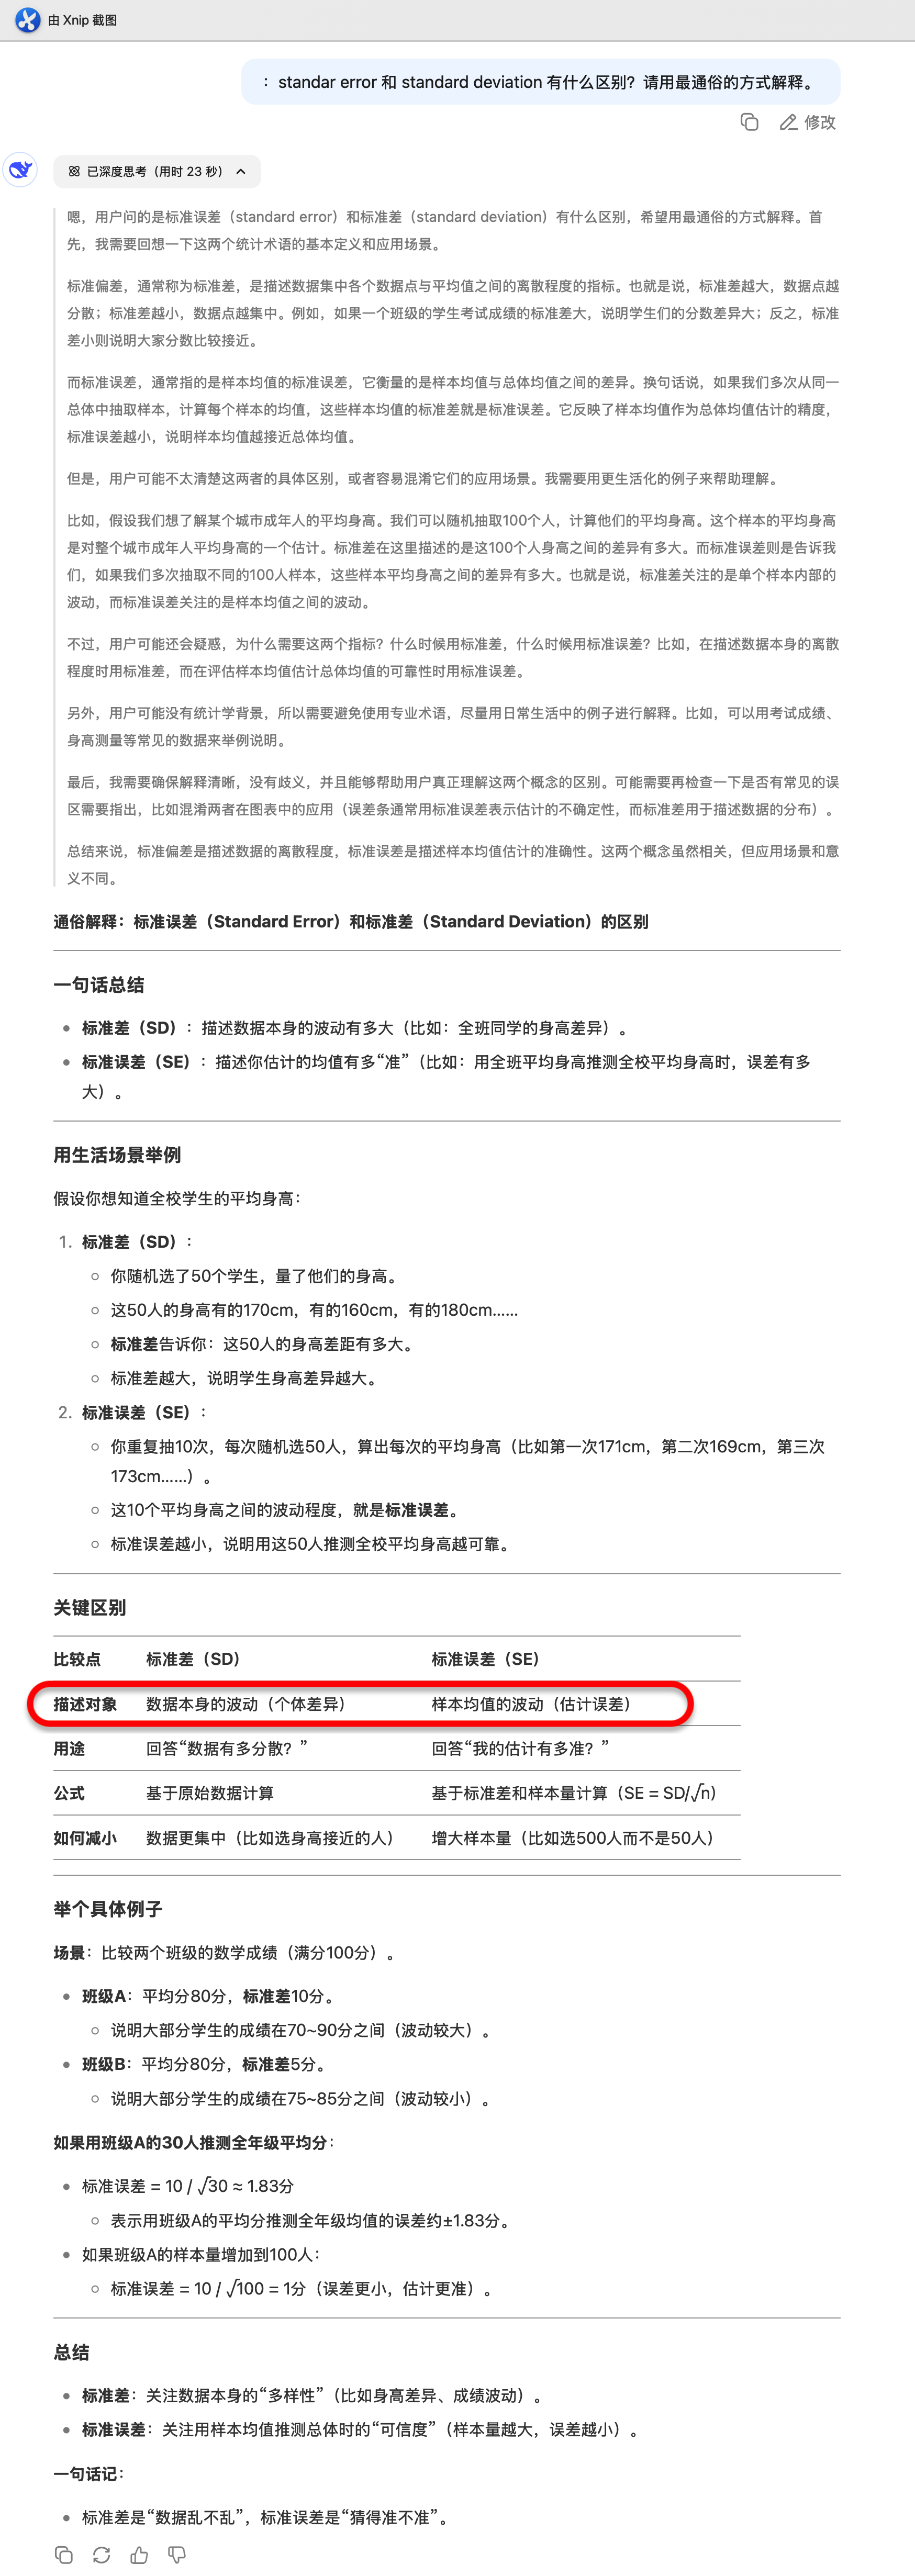 由 Xnip 截图
：standar error 和 standard deviation 有什么区别？请用最通俗的方式解释。
修改
已深度思考（用时 23 秒）
嗯，用户问的是标准误差（standard error）和标准差（standard deviation）有什么区别，希望用最通俗的方式解释。首
先，我需要回想一下这两个统计术语的基本定义和应用场景。
标准偏差，通常称为标准差，是描述数据集中各个数据点与平均值之间的离散程度的指标。也就是说，标准差越大，数据点越
分散；标准差越小，数据点越集中。例如，如果一个班级的学生考试成绩的标准差大，说明学生们的分数差异大；反之，标准
差小则说明大家分数比较接近。
而标准误差，通常指的是样本均值的标准误差，它衡量的是样本均值与总体均值之间的差异。换句话说，如果我们多次从同一
总体中抽取样本，计算每个样本的均值，这些样本均值的标准差就是标准误差。它反映了样本均值作为总体均值估计的精度，
标准误差越小，说明样本均值越接近总体均值。
但是，用户可能不太清楚这两者的具体区别，或者容易混淆它们的应用场景。我需要用更生活化的例子来帮助理解。
比如，假设我们想了解某个城市成年人的平均身高。我们可以随机抽取100个人，计算他们的平均身高。这个样本的平均身高
是对整个城市成年人平均身高的一个估计。标准差在这里描述的是这100个人身高之间的差异有多大。而标准误差则是告诉我
们，如果我们多次抽取不同的100人样本，这些样本平均身高之间的差异有多大。也就是说，标准差关注的是单个样本内部的
波动，而标准误差关注的是样本均值之间的波动。
不过，用户可能还会疑惑，为什么需要这两个指标？什么时候用标准差，什么时候用标准误差？比如，在描述数据本身的离散
程度时用标准差，而在评估样本均值估计总体均值的可靠性时用标准误差。
另外，用户可能没有统计学背景，所以需要避免使用专业术语，尽量用日常生活中的例子进行解释。比如，可以用考试成绩、
身高测量等常见的数据来举例说明。
最后，我需要确保解释清晰，没有歧义，并且能够帮助用户真正理解这两个概念的区别。可能需要再检查一下是否有常见的误
区需要指出，比如混淆两者在图表中的应用（误差条通常用标准误差表示估计的不确定性，而标准差用于描述数据的分布）。
总结来说，标准偏差是描述数据的离散程度，标准误差是描述样本均值估计的准确性。这两个概念虽然相关，但应用场景和意
义不同。
通俗解释：标准误差（Standard Error）和标准差（Standard Deviation）的区别
一句话总结
• 标准差（SD）：描述数据本身的波动有多大（比如：全班同学的身高差异）。
• 标准误差（SE）：描述你估计的均值有多“准”（比如：用全班平均身高推测全校平均身高时，误差有多
大）。
用生活场景举例
假设你想知道全校学生的平均身高：
1. 标准差（SD）：
○ 你随机选了50个学生，量了他们的身高。
○ 这50人的身高有的170cm，有的160cm，有的180cm……
○ 标准差告诉你：这50人的身高差距有多大。
○ 标准差越大，说明学生身高差异越大。
2. 标准误差（SE）：
○ 你重复抽10次，每次随机选50人，算出每次的平均身高（比如第一次171cm，第二次169cm，第三次
173cm……）。
○ 这10个平均身高之间的波动程度，就是标准误差。
○ 标准误差越小，说明用这50人推测全校平均身高越可靠。
关键区别
比较点 标准差（SD） 标准误差（SE）
描述对象 数据本身的波动（个体差异） 样本均值的波动（估计误差）
用途 回答“数据有多分散？” 回答“我的估计有多准？”
公式 基于原始数据计算 基于标准差和样本量计算（SE = SD/√n）
如何减小 数据更集中（比如选身高接近的人） 增大样本量（比如选500人而不是50人）
举个具体例子
场景：比较两个班级的数学成绩（满分100分）。
• 班级A：平均分80分，标准差10分。
○ 说明大部分学生的成绩在70~90分之间（波动较大）。
• 班级B：平均分80分，标准差5分。
○ 说明大部分学生的成绩在75~85分之间（波动较小）。
如果用班级A的30人推测全年级平均分：
• 标准误差 = 10 / √30 ≈ 1.83分
○ 表示用班级A的平均分推测全年级均值的误差约±1.83分。
• 如果班级A的样本量增加到100人：
○ 标准误差 = 10 / √100 = 1分（误差更小，估计更准）。
总结
• 标准差：关注数据本身的“多样性”（比如身高差异、成绩波动）。
• 标准误差：关注用样本均值推测总体时的“可信度”（样本量越大，误差越小）。
一句话记：
• 标准差是“数据乱不乱”，标准误差是“猜得准不准”。